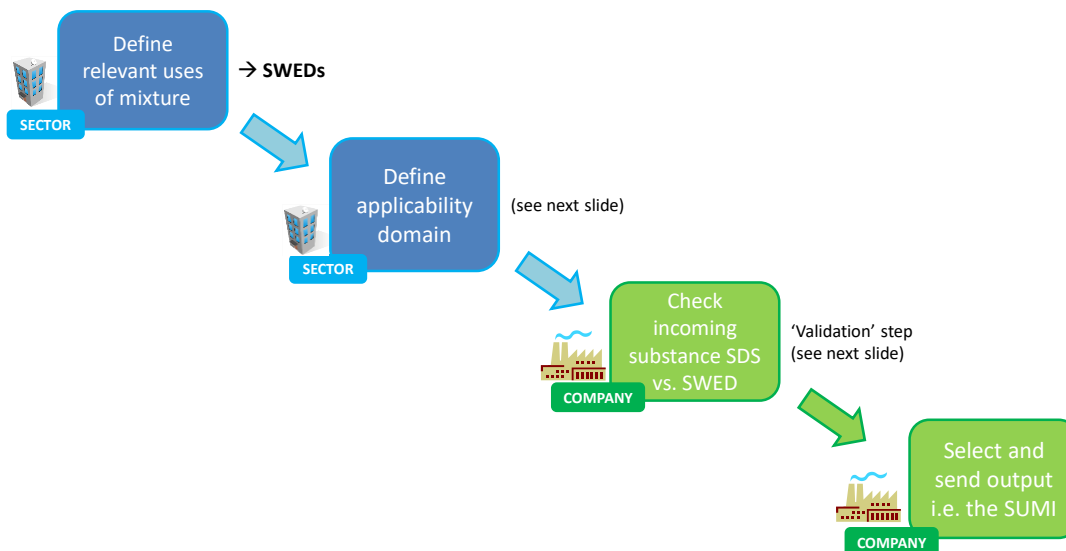 Define
relevant uses
of mixture
→ SWEDs
SECTOR
Define
applicability
domain
(see next slide)
SECTOR
Check
incoming
substance SDS
vs. SWED
‘Validation’ step
(see next slide)
COMPANY
Select and
send output
i.e. the SUMI
COMPANY